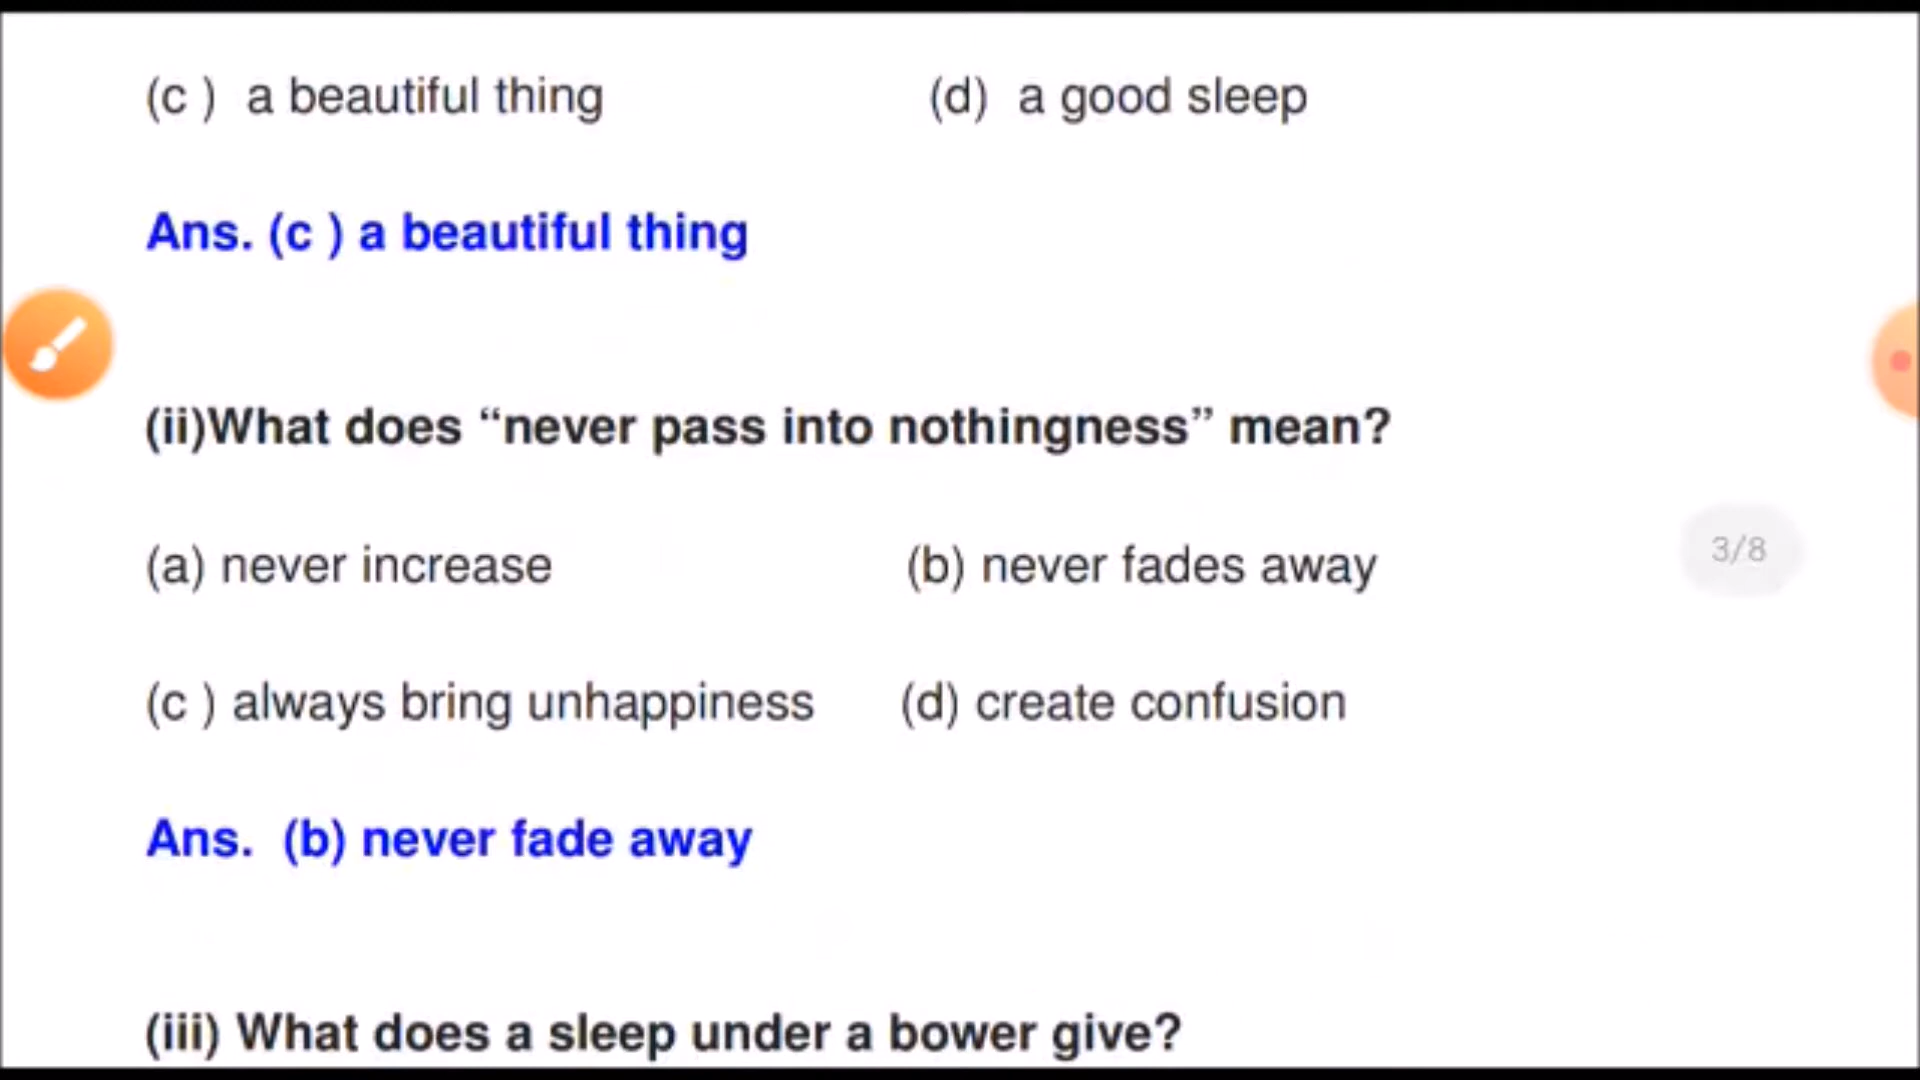 (c ) a beautiful thing (d) a good sleep
Ans. (c ) a beautiful thing
(ii)What does “never pass into nothingness” mean?
(a) never increase (b) never fades away
3/8
(c ) always bring unhappiness (d) create confusion
Ans. (b) never fade away
(iii) What does a sleep under a bower give?